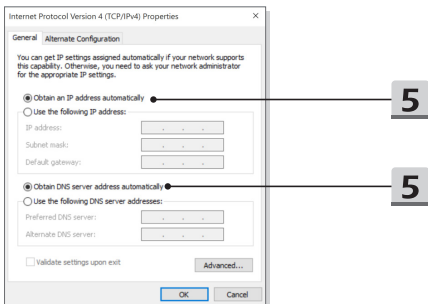 Internet Protocol Version 4 (TCP/IPv4) Properties
General Alternate Configuration
You can get IP settings assigned automatically if your network supports
this capability. Otherwise, you need to ask your network administrator
for the appropriate IP settings.
Obtain an IP address automatically
5
Use the following IP address:
IP address:
Subnet mask:
Default gateway:
Obtain DNS server address automatically
5
Use the following DNS server addresses:
Preferred DNS server:
Alternate DNS server:
Validate settings upon exit
Advanced...
OK Cancel